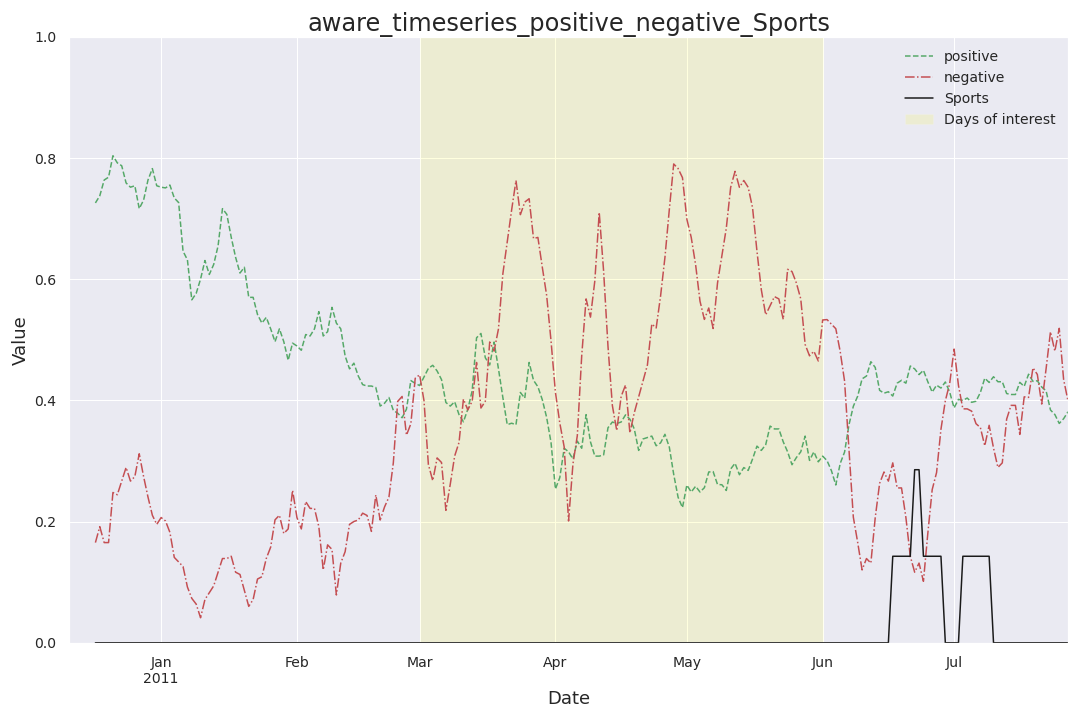 aware_timeseries_positive_negative_Sports
1.0
0.8
0.6
0.4
0.2
0.0
Value
positive
negative
Sports
Days of interest
Jan
2011
Feb
Mar
Apr
May
Jun
Jul
Date